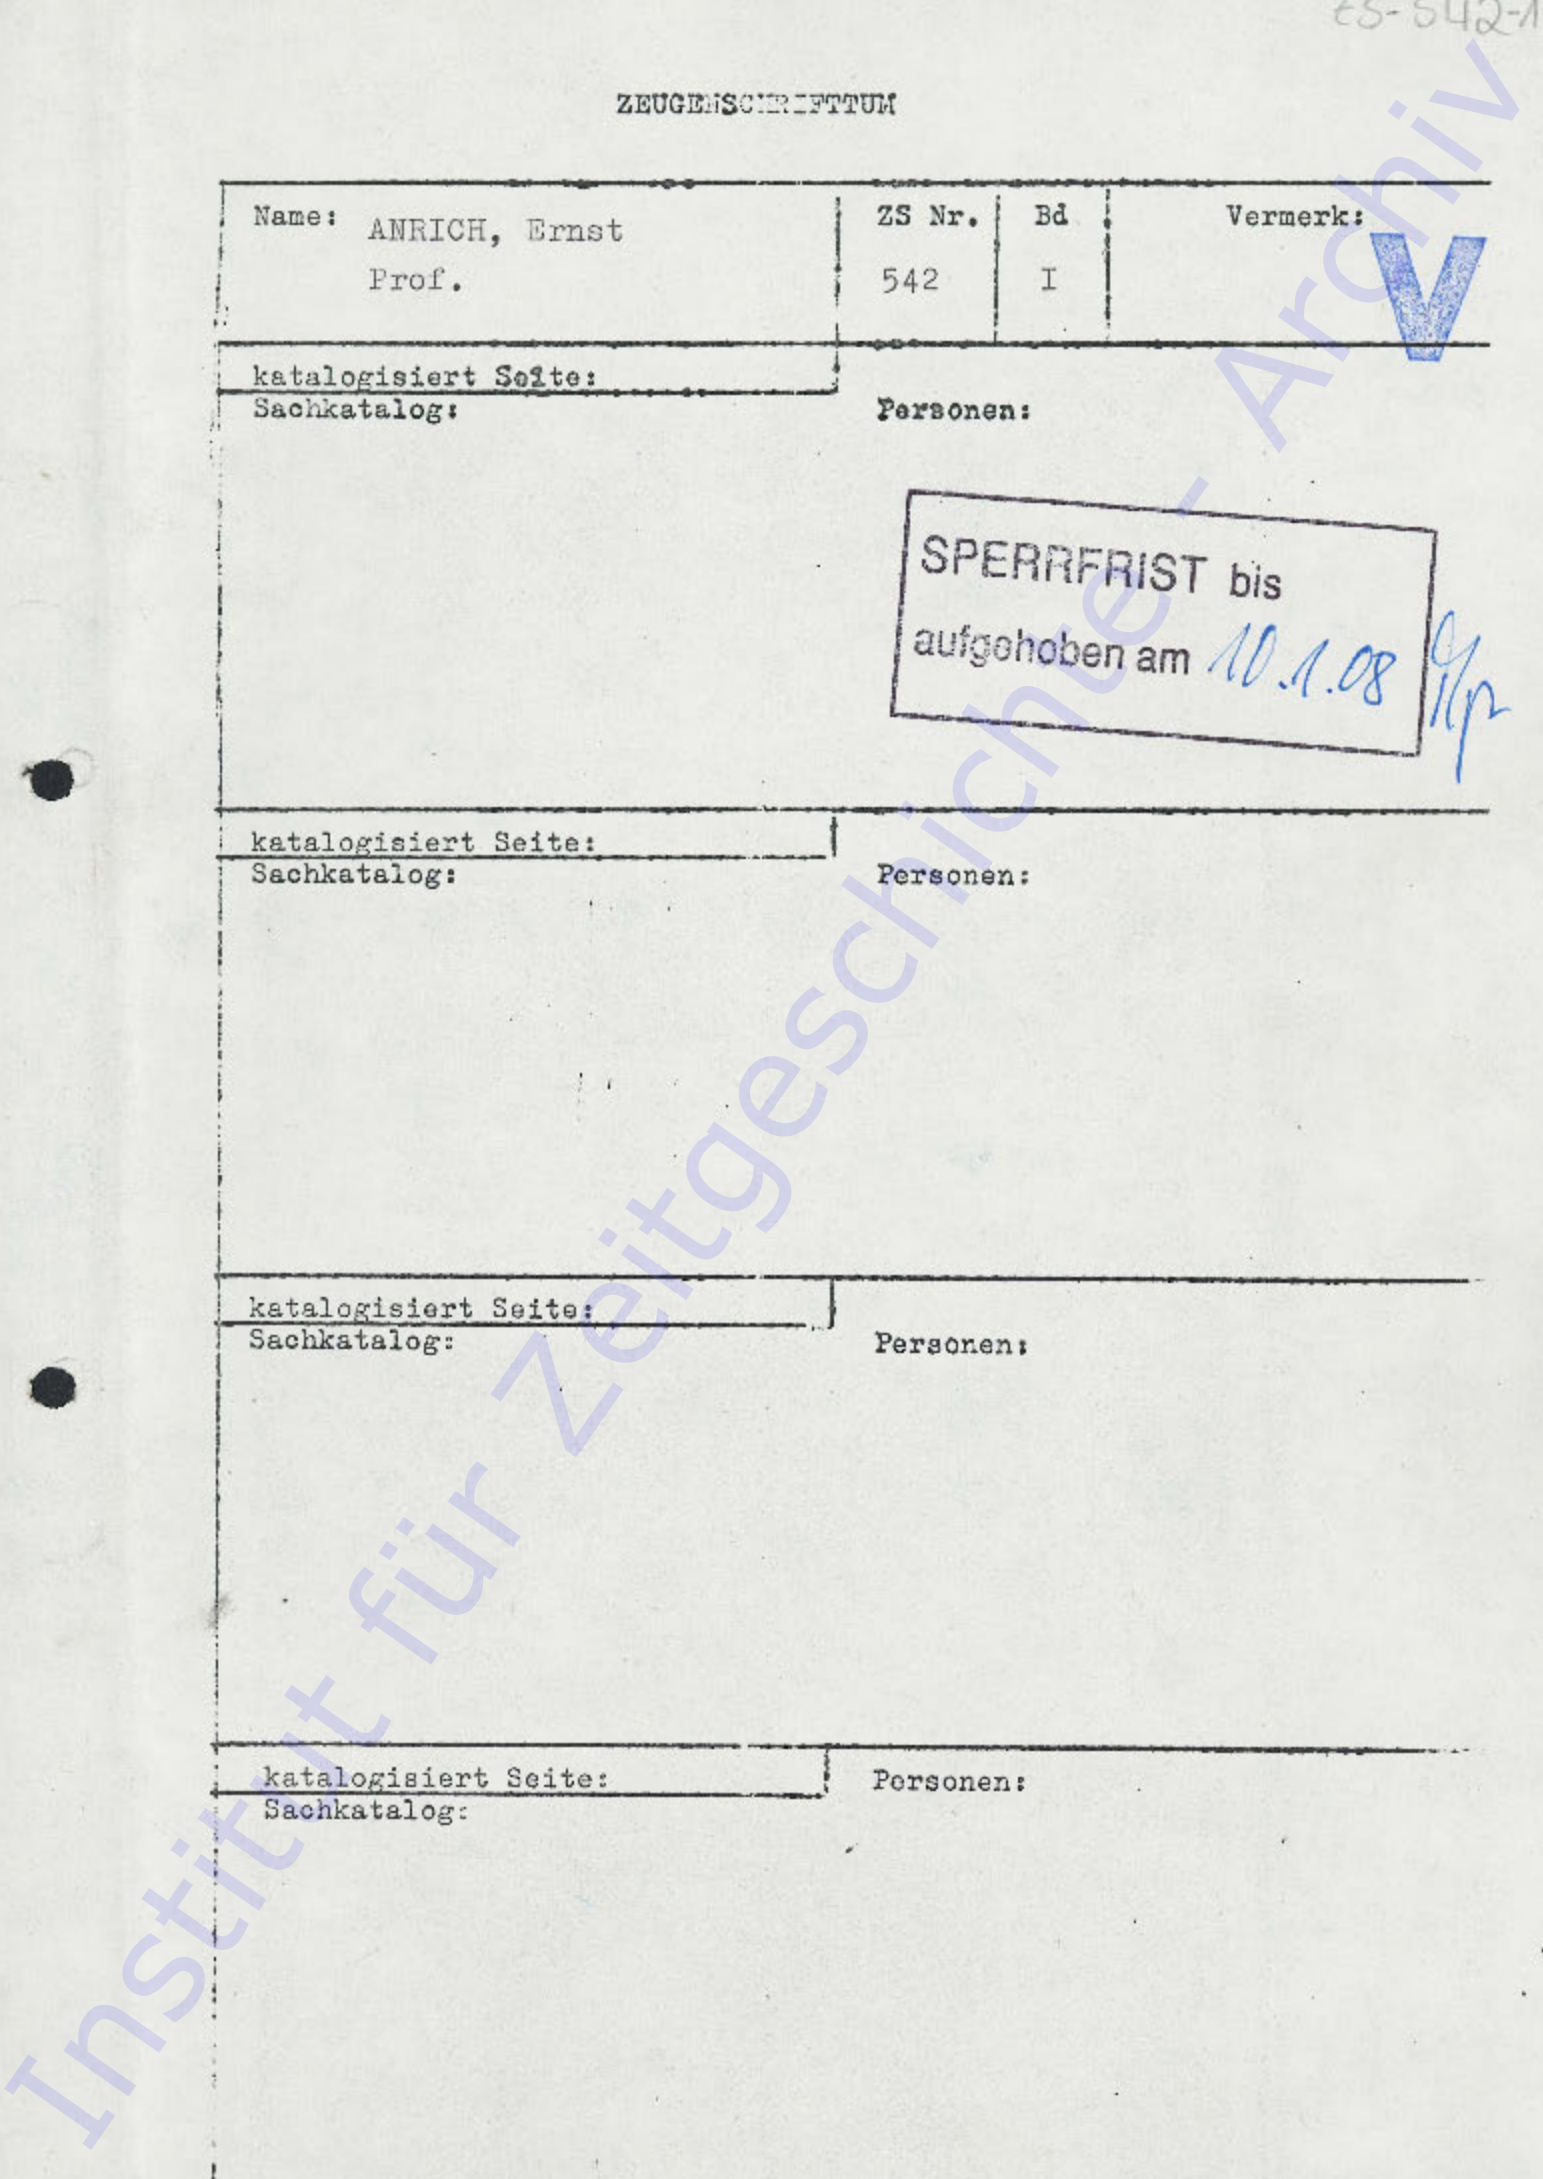 ZS-542-1
ZEUGENSCHRIFTTUM
Name: ANRICH, Ernst
Prof.
ZS Nr.
542
Bd
I
Vermerk:
V
katalogisiert Seite:
Sachkatalog:
Personen:
SPERRFRIST bis
aufgehoben am 10.1.08
katalogisiert Seite:
Sachkatalog:
Personen:
katalogisiert Seite:
Sachkatalog:
Personen:
katalogisiert Seite:
Sachkatalog:
Personen:
Institut für Zeitgeschichte - Archiv